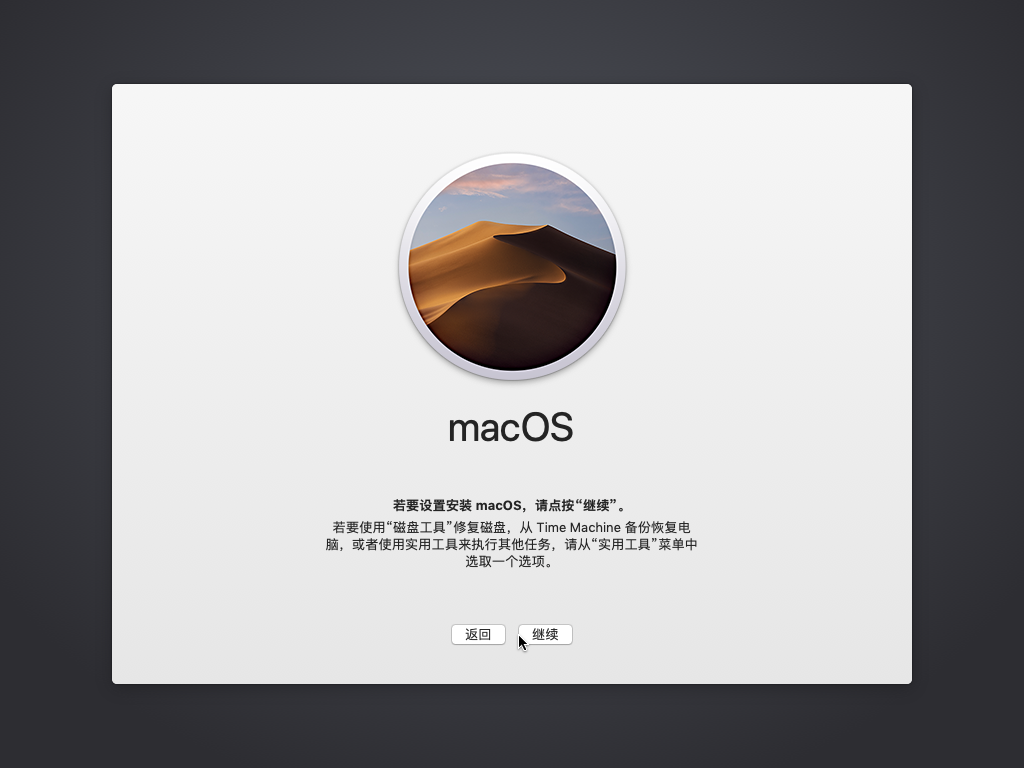 macOS
若要设置安装 macOS，请点按“继续”。
若要使用“磁盘工具”修复磁盘，从 Time Machine 备份恢复电
脑，或者使用实用工具来执行其他任务，请从“实用工具”菜单中
选取一个选项。
返回
继续